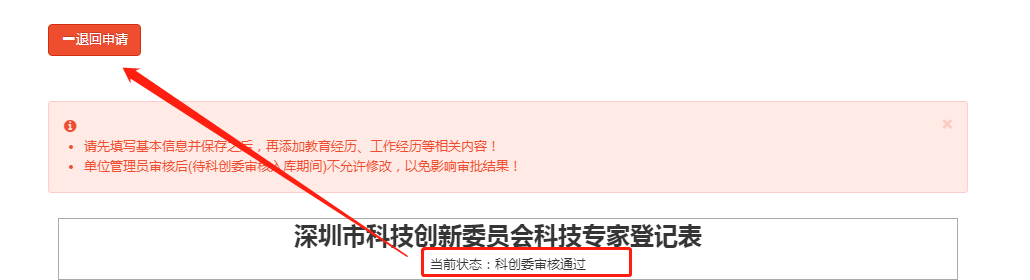 退回申请
请先填写基本信息并保存之后，再添加教育经历、工作经历等相关内容！
单位管理员审核后(待科创委审核入库期间)不允许修改，以免影响审批结果！
深圳市科技创新委员会科技专家登记表
当前状态：科创委审核通过